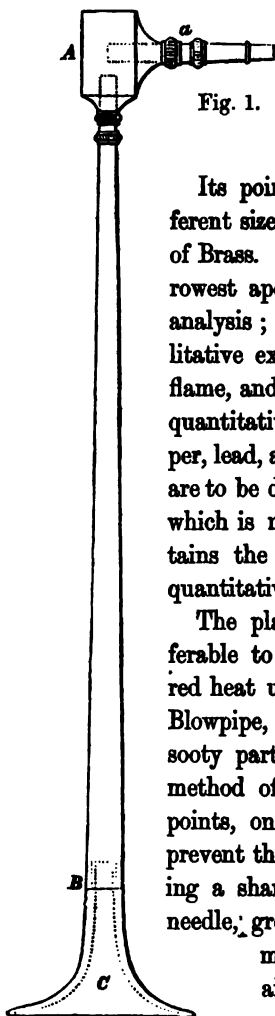 A
a
Fig. 1.
Its poin
ferent size
of Brass.
rowest ape
analysis ;
litative ex
flame, and
quantitativ
per, lead, a
are to be d
which is r
tains the
quantitativ
The pla
ferable to
red heat u
Blowpipe,
sooty part
method of
points, on
prevent th
B
ing a shar
needle, gr
C
m
ai